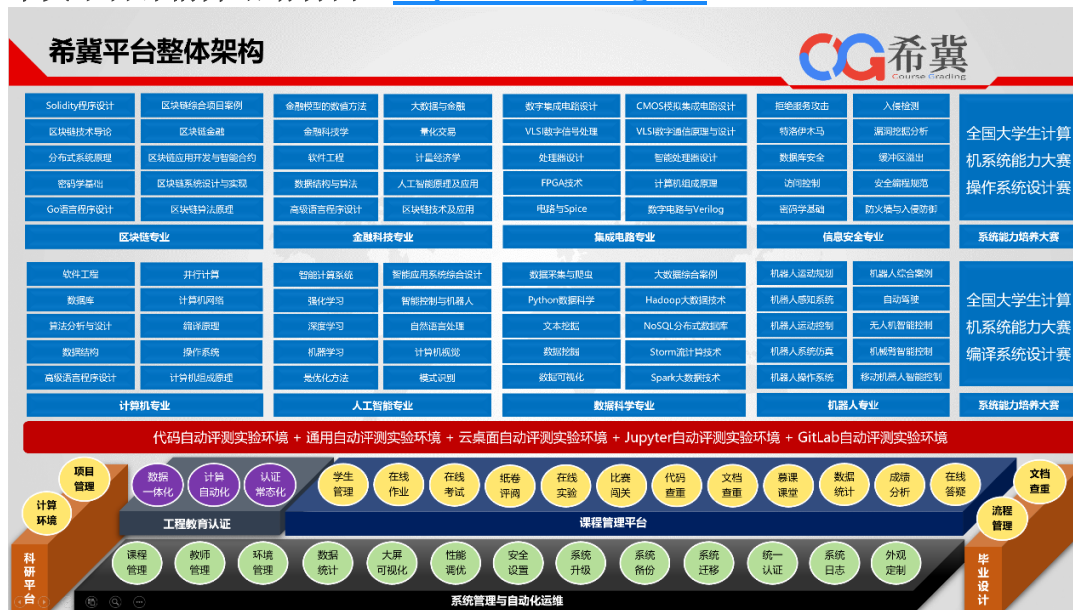 希冀平台整体架构
CG希冀
Course Grading
Solidity程序设计 区块链综合项目案例 金融模型的数值方法 大数据与金融 数字集成电路设计 CMOS模拟集成电路设计 拒绝服务攻击 入侵检测
区块链技术导论 区块链金融 金融科技学 量化交易 VLSI数字信号处理 VLSI数字通信原理与设计 特洛伊木马 漏洞挖掘分析
分布式系统原理 区块链应用开发与智能合约 软件工程 计量经济学 处理器设计 智能处理器设计 数据库安全 缓冲区溢出
密码学基础 区块链系统设计与实现 数据结构与算法 人工智能原理及应用 FPGA技术 计算机组成原理 访问控制 安全编程规范
Go语言程序设计 区块链算法原理 高级语言程序设计 区块链技术及应用 电路与Spice 数字电路与Verilog 密码学基础 防火墙与入侵防御
全国大学生计算
机系统能力大赛
操作系统设计赛
区块链专业 金融科技专业 集成电路专业 信息安全专业 系统能力培养大赛
软件工程 并行计算 智能计算系统 智能应用系统综合设计 数据采集与爬虫 大数据综合案例 机器人运动规划 机器人综合案例
数据库 计算机网络 强化学习 智能控制与机器人 Python数据科学 Hadoop大数据技术 机器人感知系统 自动驾驶
算法分析与设计 编译原理 深度学习 自然语言处理 文本挖掘 NoSQL分布式数据库 机器人运动控制 无人机智能控制
数据结构 操作系统 机器学习 计算机视觉 数据挖掘 Storm流计算技术 机器人系统仿真 机械臂智能控制
高级语言程序设计 计算机组成原理 最优化方法 模式识别 数据可视化 Spark大数据技术 机器人操作系统 移动机器人智能控制
全国大学生计算
机系统能力大赛
编译系统设计赛
计算机专业 人工智能专业 数据科学专业 机器人专业 系统能力培养大赛
代码自动评测实验环境 + 通用自动评测实验环境 + 云桌面自动评测实验环境 + Jupyter自动评测实验环境 + GitLab自动评测实验环境
项目
管理
计算
环境
科研平台
数据
一体化
计算
自动化
认证
常态化
工程教育认证
学生
管理
在线
作业
在线
考试
纸卷
评阅
在线
实验
比赛
闯关
代码
查重
文档
查重
慕课
课堂
数据
统计
成绩
分析
在线
答疑
课程管理平台
文档
查重
流程
管理
毕业设计
课程
管理
教师
管理
环境
管理
数据
统计
大屏
可视化
性能
调优
安全
设置
系统
升级
系统
备份
系统
迁移
统一
认证
系统
日志
外观
定制
系统管理与自动化运维